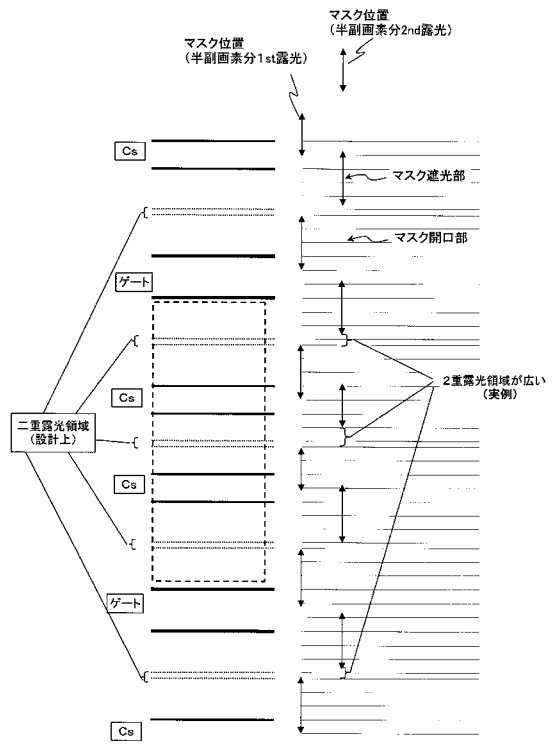 マスク位置
(半副画素分2nd露光)
マスク位置
(半副画素分1st露光)
Cs
マスク遮光部
マスク開口部
ゲート
2重露光領域が広い
(実例)
Cs
二重露光領域
(設計上)
Cs
ゲート
Cs